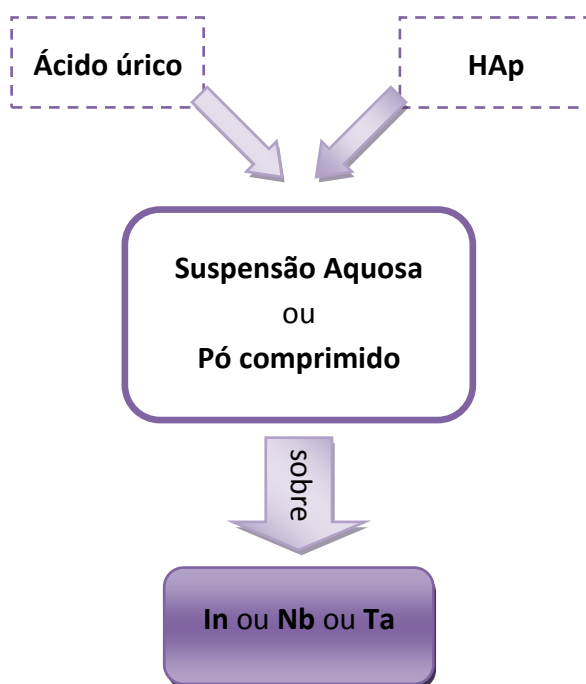 Ácido úrico
HAp
Suspensão Aquosa
ou
Pó comprimido
sobre
In ou Nb ou Ta